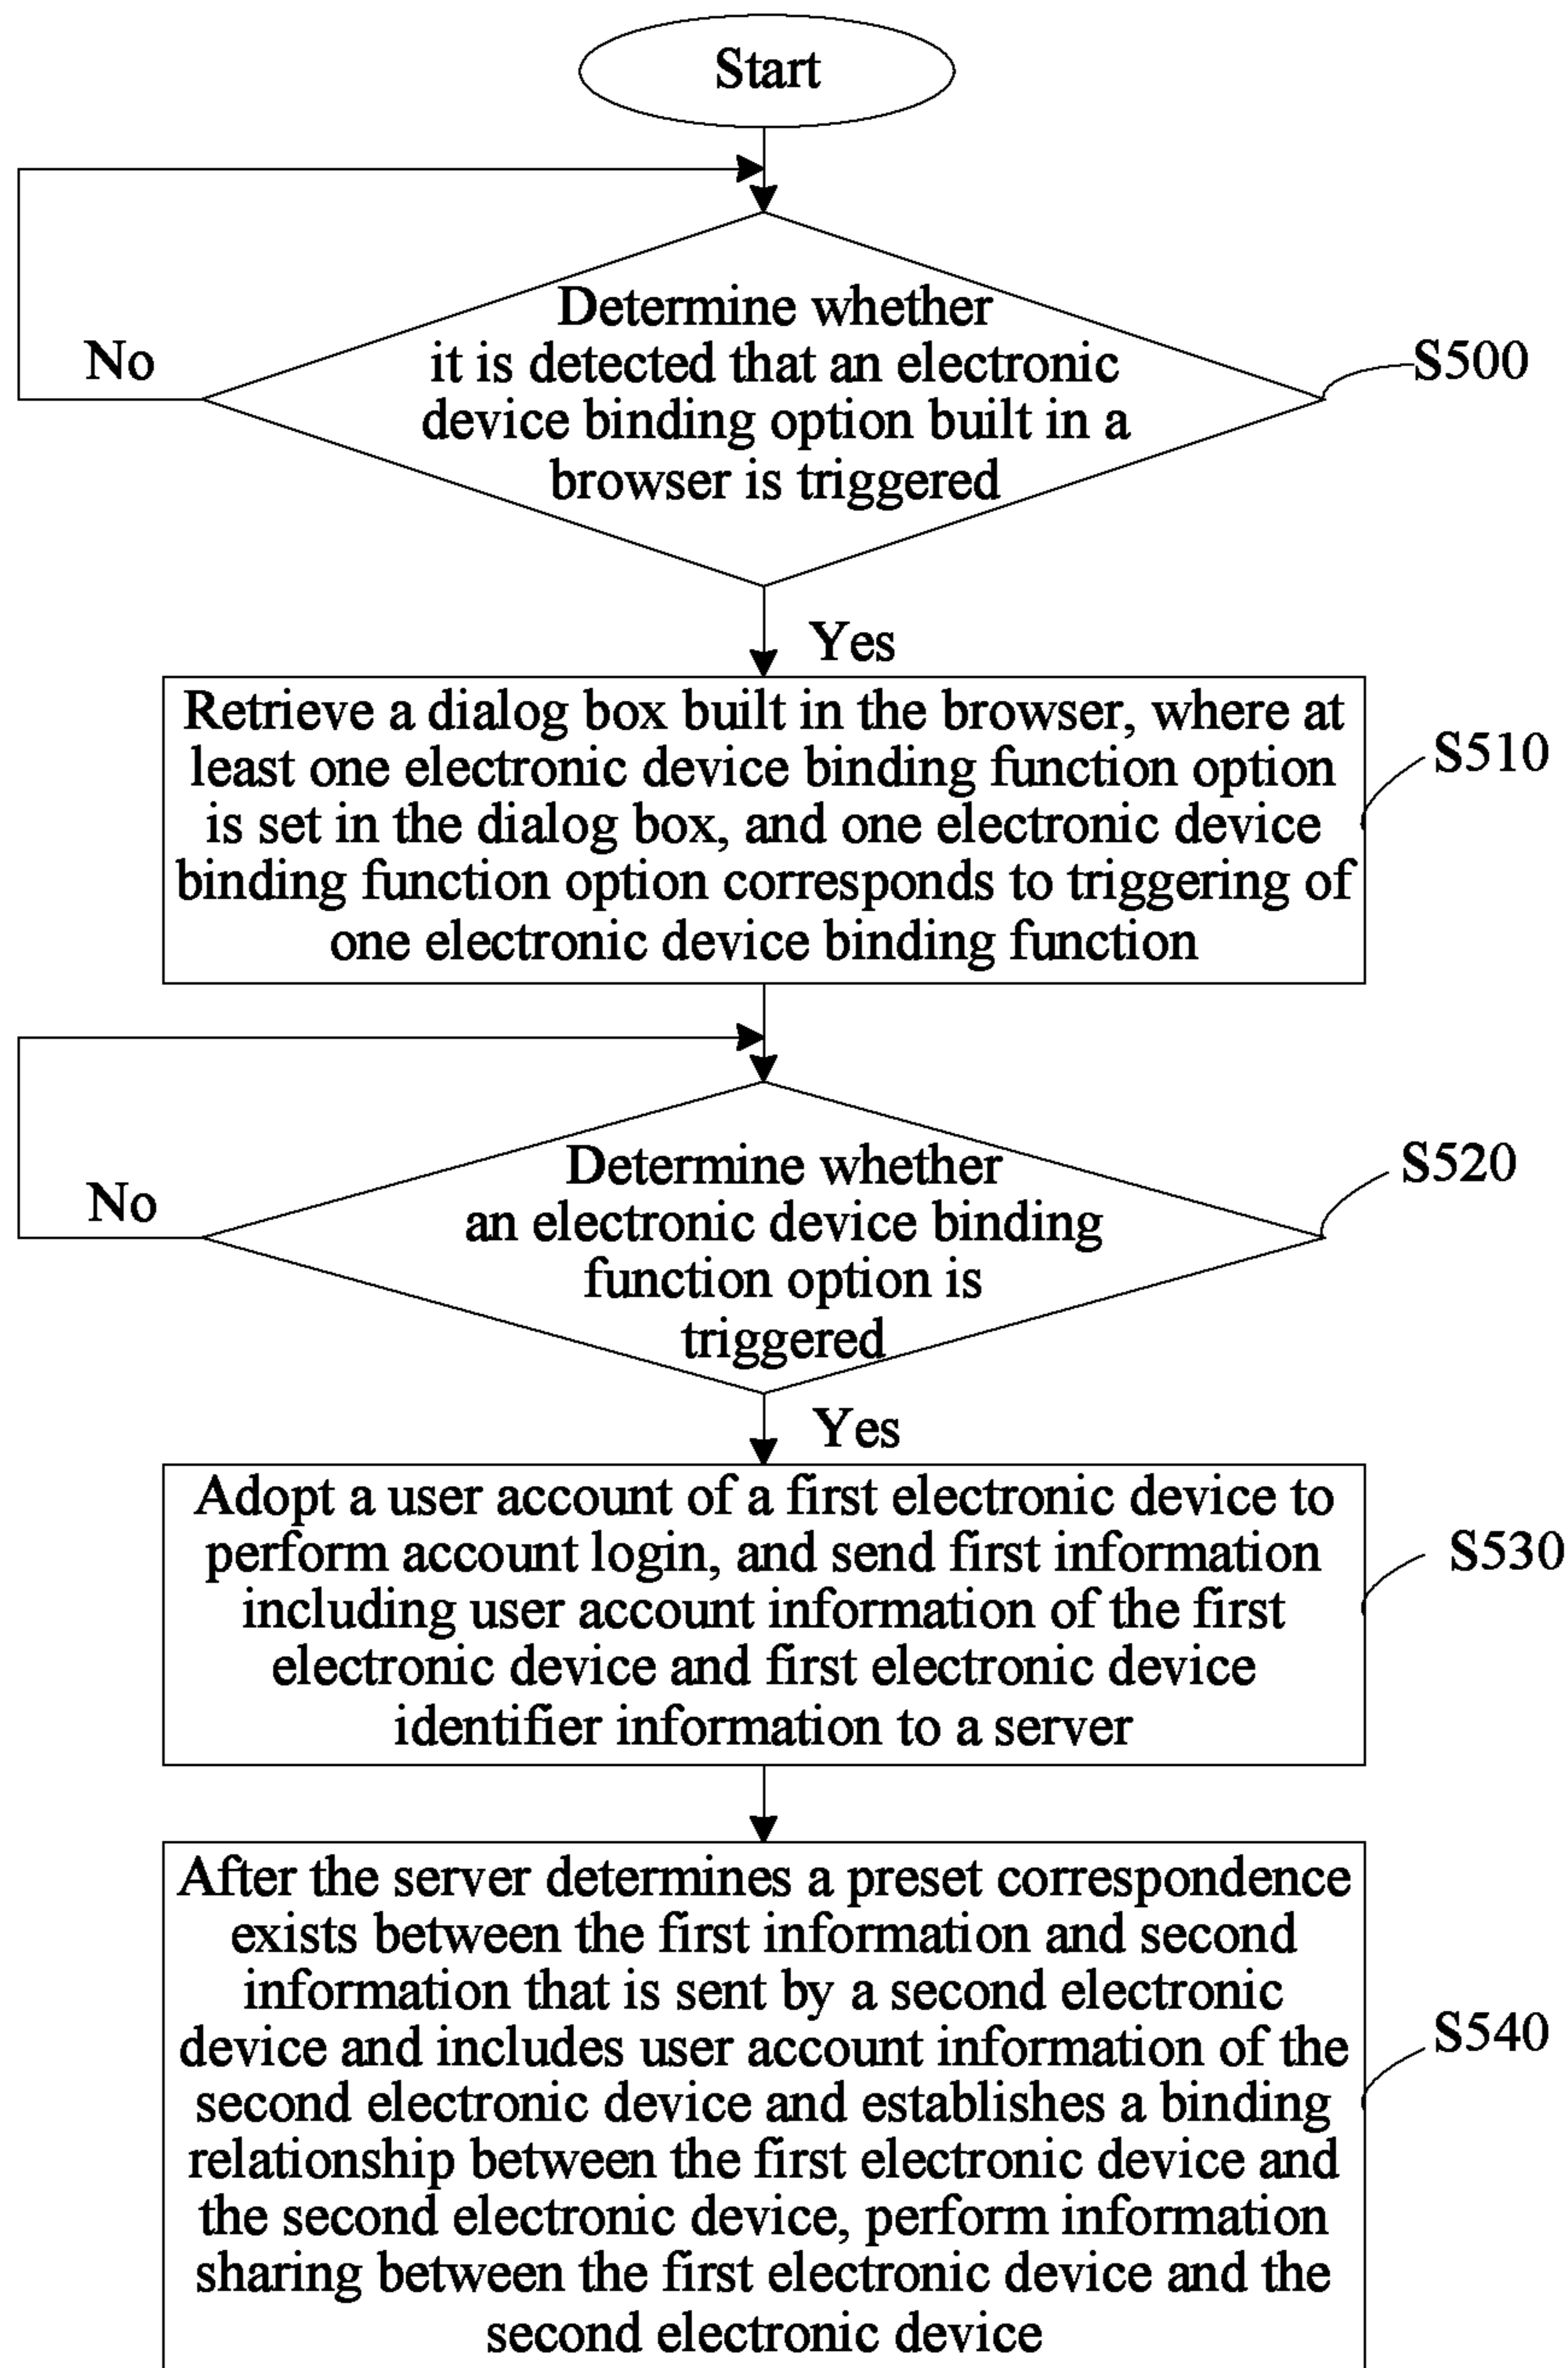 Start
Determine whether
it is detected that an electronic
device binding option built in a
browser is triggered
No
S500
Yes
Retrieve a dialog box built in the browser, where at
least one electronic device binding function option
is set in the dialog box, and one electronic device
binding function option corresponds to triggering of
one electronic device binding function
S510
Determine whether
an electronic device binding
function option is
triggered
No
S520
Yes
Adopt a user account of a first electronic device to
perform account login, and send first information
including user account information of the first
electronic device and first electronic device
identifier information to a server
S530
After the server determines a preset correspondence
exists between the first information and second
information that is sent by a second electronic
device and includes user account information of the
second electronic device and establishes a binding
relationship between the first electronic device and
the second electronic device, perform information
sharing between the first electronic device and the
second electronic device
S540